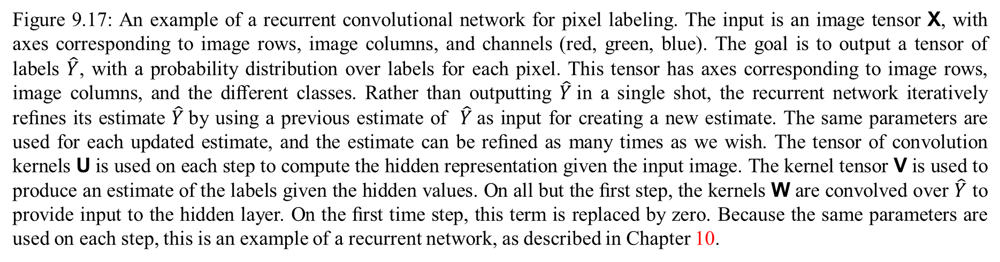 Figure 9.17: An example of a recurrent convolutional network for pixel labeling. The input is an image tensor X, with
axes corresponding to image rows, image columns, and channels (red, green, blue). The goal is to output a tensor of
labels Ŷ, with a probability distribution over labels for each pixel. This tensor has axes corresponding to image rows,
image columns, and the different classes. Rather than outputting Ŷ in a single shot, the recurrent network iteratively
refines its estimate Ŷ by using a previous estimate of Ŷ as input for creating a new estimate. The same parameters are
used for each updated estimate, and the estimate can be refined as many times as we wish. The tensor of convolution
kernels U is used on each step to compute the hidden representation given the input image. The kernel tensor V is used to
produce an estimate of the labels given the hidden values. On all but the first step, the kernels W are convolved over Ŷ to
provide input to the hidden layer. On the first time step, this term is replaced by zero. Because the same parameters are
used on each step, this is an example of a recurrent network, as described in Chapter 10.